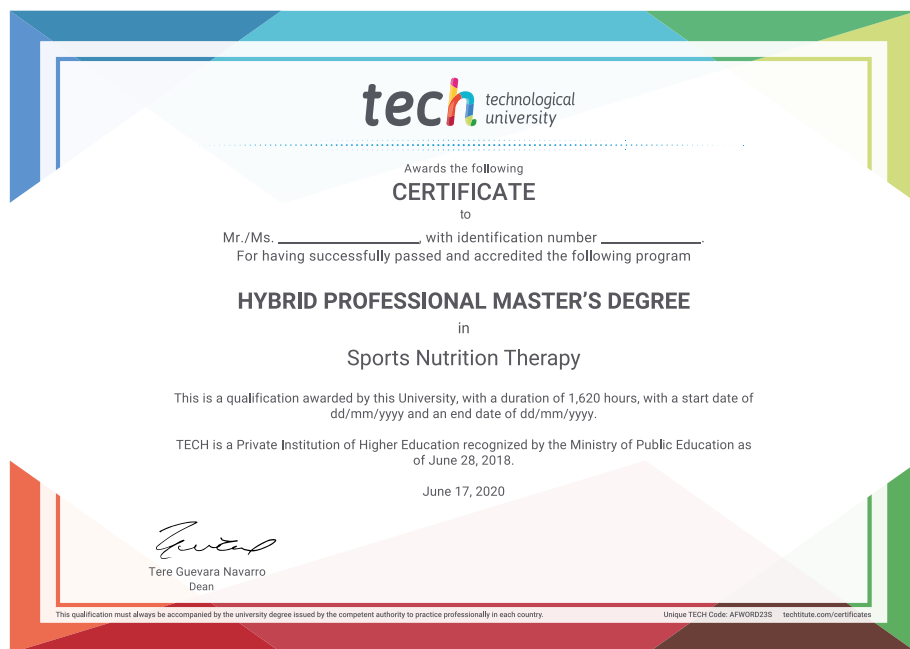 tech technological
university
Awards the following
CERTIFICATE
to
Mr./Ms. ________________, with identification number ____________.
For having successfully passed and accredited the following program
HYBRID PROFESSIONAL MASTER'S DEGREE
in
Sports Nutrition Therapy
This is a qualification awarded by this University, with a duration of 1,620 hours, with a start date of
dd/mm/yyyy and an end date of dd/mm/yyyy.
TECH is a Private Institution of Higher Education recognized by the Ministry of Public Education as
of June 28, 2018.
June 17, 2020
Tere Guevara Navarro
Dean
This qualification must always be accompanied by the university degree issued by the competent authority to practice professionally in each country.
Unique TECH Code: AFWORD23S techtitute.com/certificates